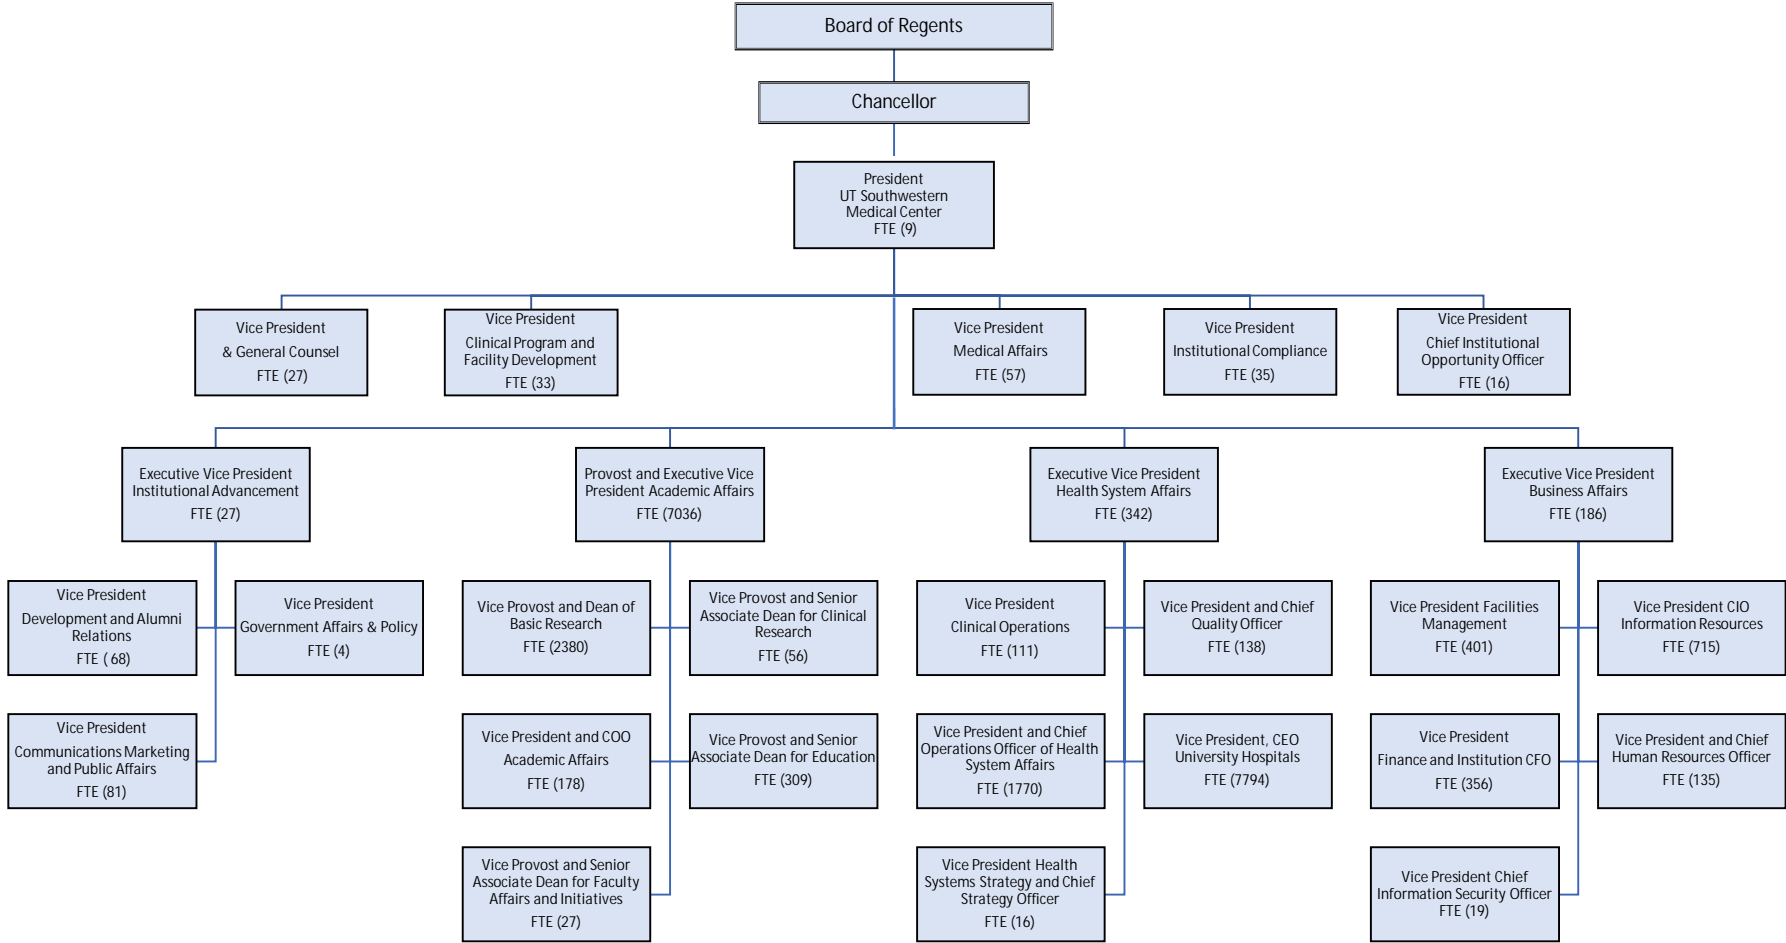 Board of Regents
Chancellor
President
UT Southwestern
Medical Center
FTE (9)
Vice President
& General Counsel
FTE (27)
Vice President
Clinical Program and
Facility Development
FTE (33)
Vice President
Medical Affairs
FTE (57)
Vice President
Institutional Compliance
FTE (35)
Vice President
Chief Institutional
Opportunity Officer
FTE (16)
Executive Vice President
Institutional Advancement
FTE (27)
Provost and Executive Vice
President Academic Affairs
FTE (7036)
Executive Vice President
Health System Affairs
FTE (342)
Executive Vice President
Business Affairs
FTE (186)
Vice President
Development and Alumni
Relations
FTE ( 68)
Vice President
Government Affairs & Policy
FTE (4)
Vice Provost and Dean of
Basic Research
FTE (2380)
Vice Provost and Senior
Associate Dean for Clinical
Research
FTE (56)
Vice President
Clinical Operations
FTE (111)
Vice President and Chief
Quality Officer
FTE (138)
Vice President Facilities
Management
FTE (401)
Vice President CIO
Information Resources
FTE (715)
Vice President
Communications Marketing
and Public Affairs
FTE (81)
Vice President and COO
Academic Affairs
FTE (178)
Vice Provost and Senior
Associate Dean for Education
FTE (309)
Vice President and Chief
Operations Officer of Health
System Affairs
FTE (1770)
Vice President, CEO
University Hospitals
FTE (7794)
Vice President
Finance and Institution CFO
FTE (356)
Vice President and Chief
Human Resources Officer
FTE (135)
Vice Provost and Senior
Associate Dean for Faculty
Affairs and Initiatives
FTE (27)
Vice President Health
Systems Strategy and Chief
Strategy Officer
FTE (16)
Vice President Chief
Information Security Officer
FTE (19)